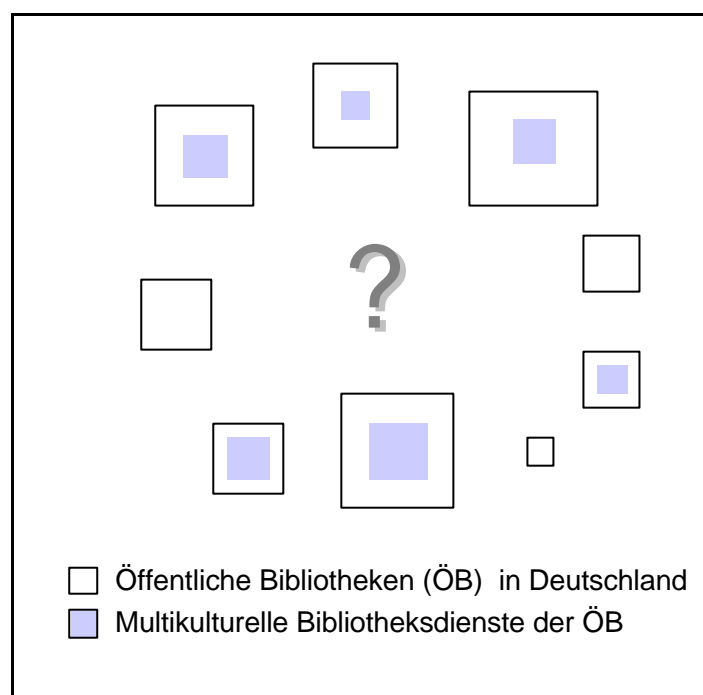 ?
Öffentliche Bibliotheken (ÖB) in Deutschland
Multikulturelle Bibliotheksdienste der ÖB